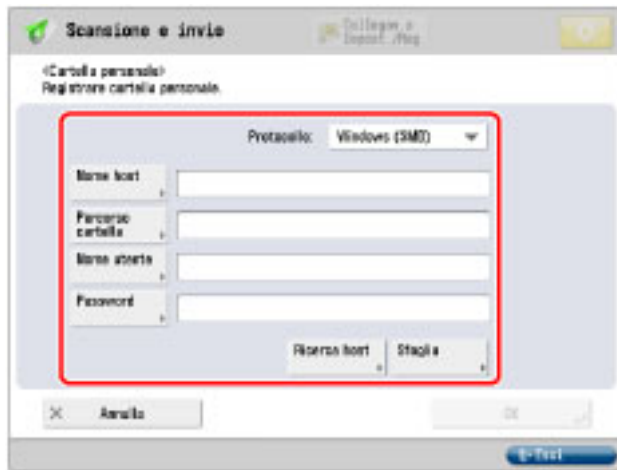 Scansione e invio
<Cartella personale>
Registrare cartella personale.
Protocollo: Windows (SMB)
Nome host
Percorso
cartella
Nome utente
Password
Ricerca host Sfoglia
Annulla OK